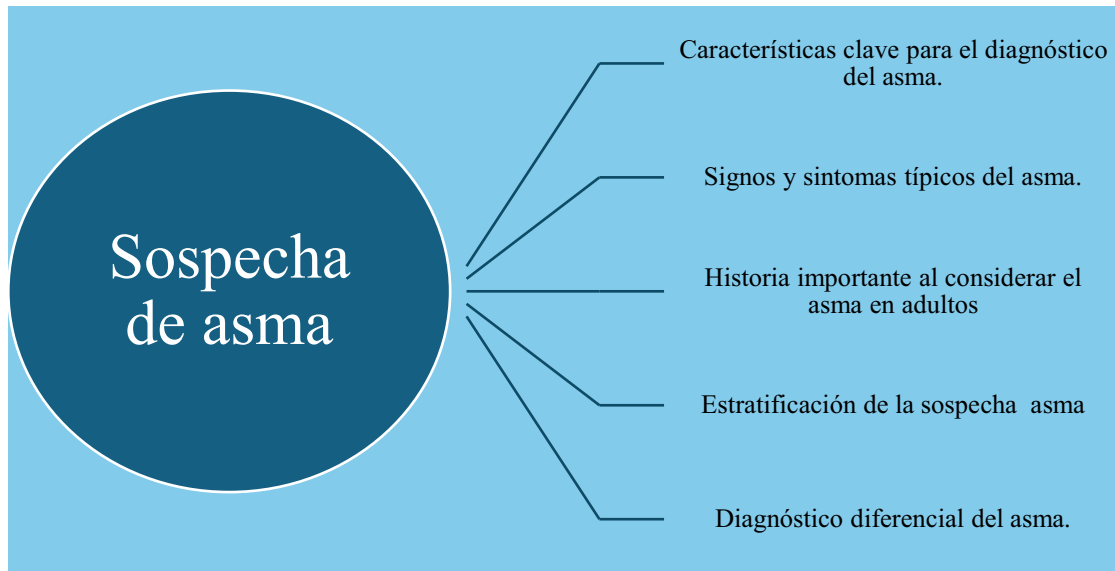 Sospecha
de asma
Características clave para el diagnóstico
del asma.
Signos y sintomas típicos del asma.
Historia importante al considerar el
asma en adultos
Estratificación de la sospecha  asma
Diagnóstico diferencial del asma.